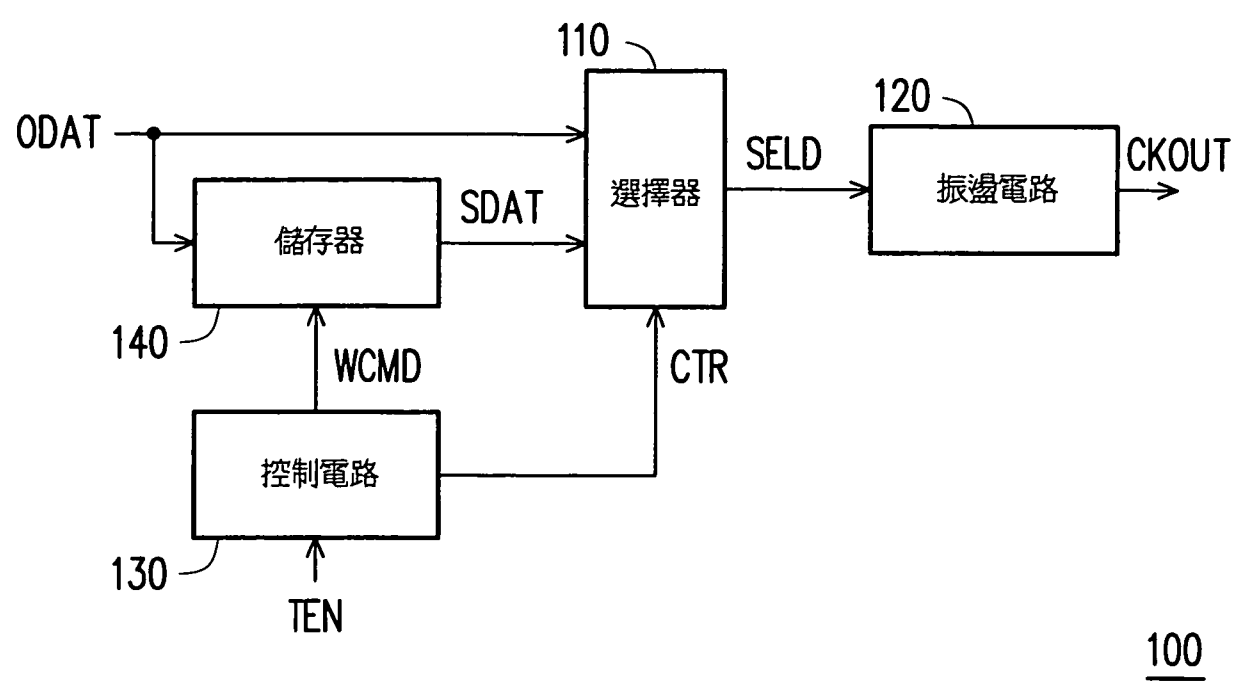 110
120
ODAT
選擇器
SELD
振盪電路
CKOUT
儲存器
SDAT
140
WCMD
CTR
控制電路
130
TEN
100